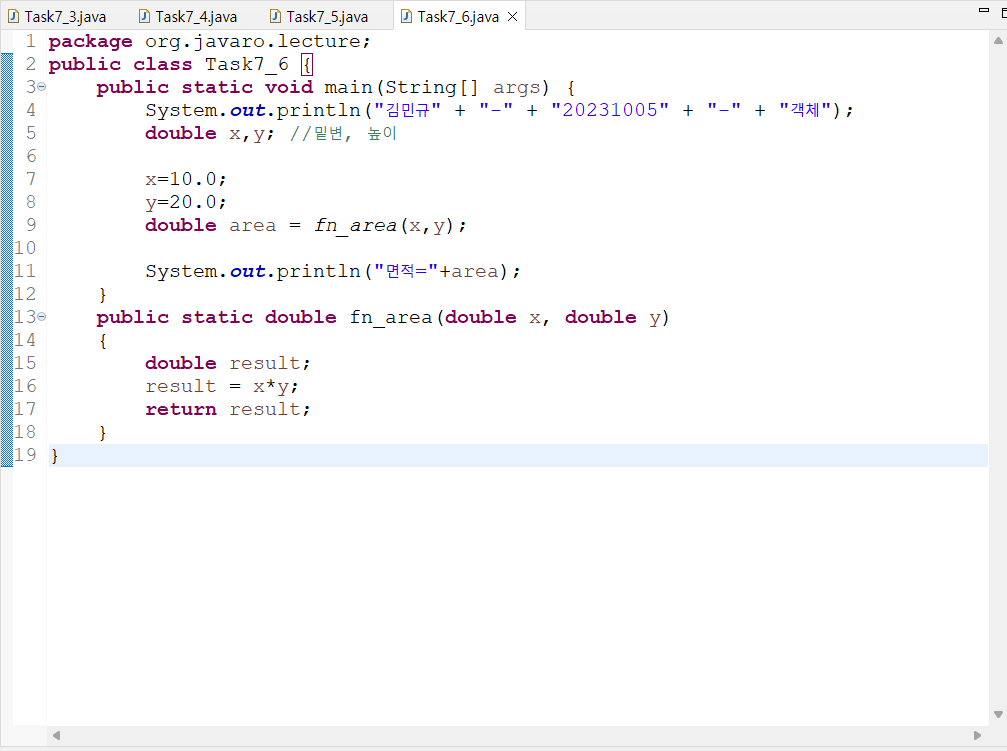 Task7_3.java Task7_4.java Task7_5.java Task7_6.java
1 package org.javaro.lecture;
2 public class Task7_6 {
3 public static void main(String[] args) {
4 System.out.println("김민규" + "-" + "20231005" + "-" + "객체");
5 double x,y; //밑변, 높이
6
7 x=10.0;
8 y=20.0;
9 double area = fn_area(x,y);
10
11 System.out.println("면적="+area);
12 }
13 public static double fn_area(double x, double y)
14 {
15 double result;
16 result = x*y;
17 return result;
18 }
19 }